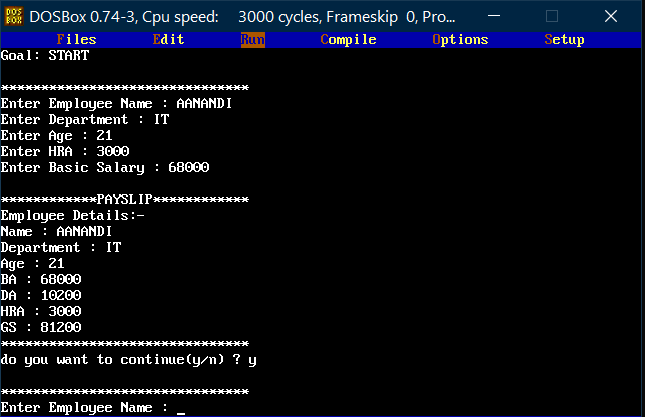 DOS
BOX
DOSBox 0.74-3, Cpu speed: 3000 cycles, Frameskip 0, Pro...
Files Edit Run Compile Options Setup
Goal: START
*******************************
Enter Employee Name : AANANDI
Enter Department : IT
Enter Age : 21
Enter HRA : 3000
Enter Basic Salary : 68000
************PAYSLIP************
Employee Details:-
Name : AANANDI
Department : IT
Age : 21
BA : 68000
DA : 10200
HRA : 3000
GS : 81200
*******************************
do you want to continue(y/n) ? y
*******************************
Enter Employee Name : _